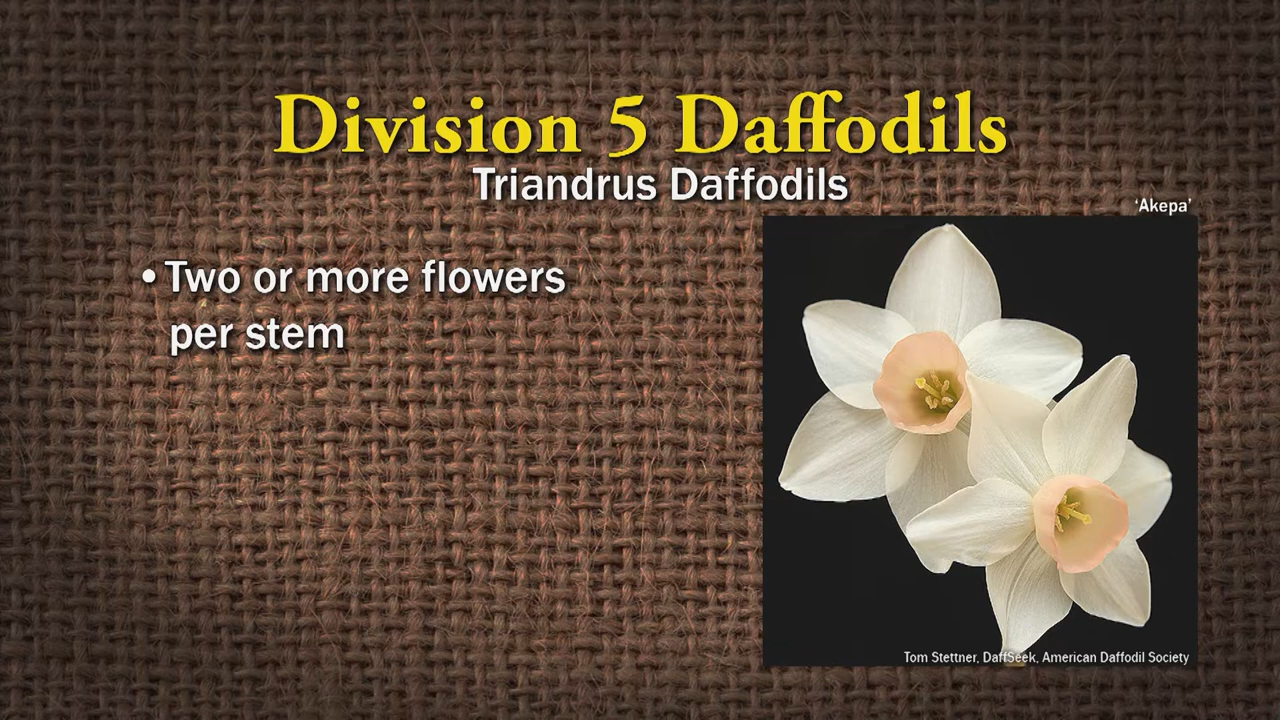 Division 5 Daffodils
Triandrus Daffodils
‘Akepa’
• Two or more flowers
per stem
Tom Stettner, DaffSeek, American Daffodil Society